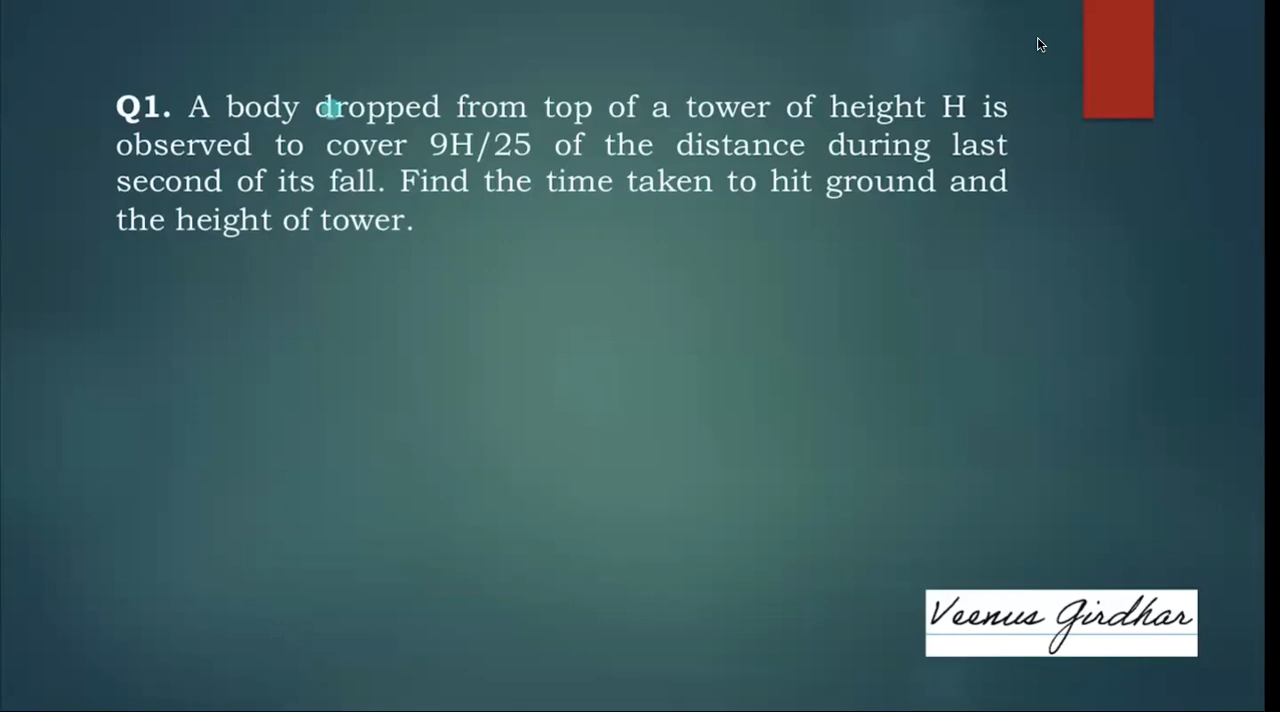 Q1. A body dropped from top of a tower of height H is
observed to cover 9H/25 of the distance during last
second of its fall. Find the time taken to hit ground and
the height of tower.
Veenus Girdhar